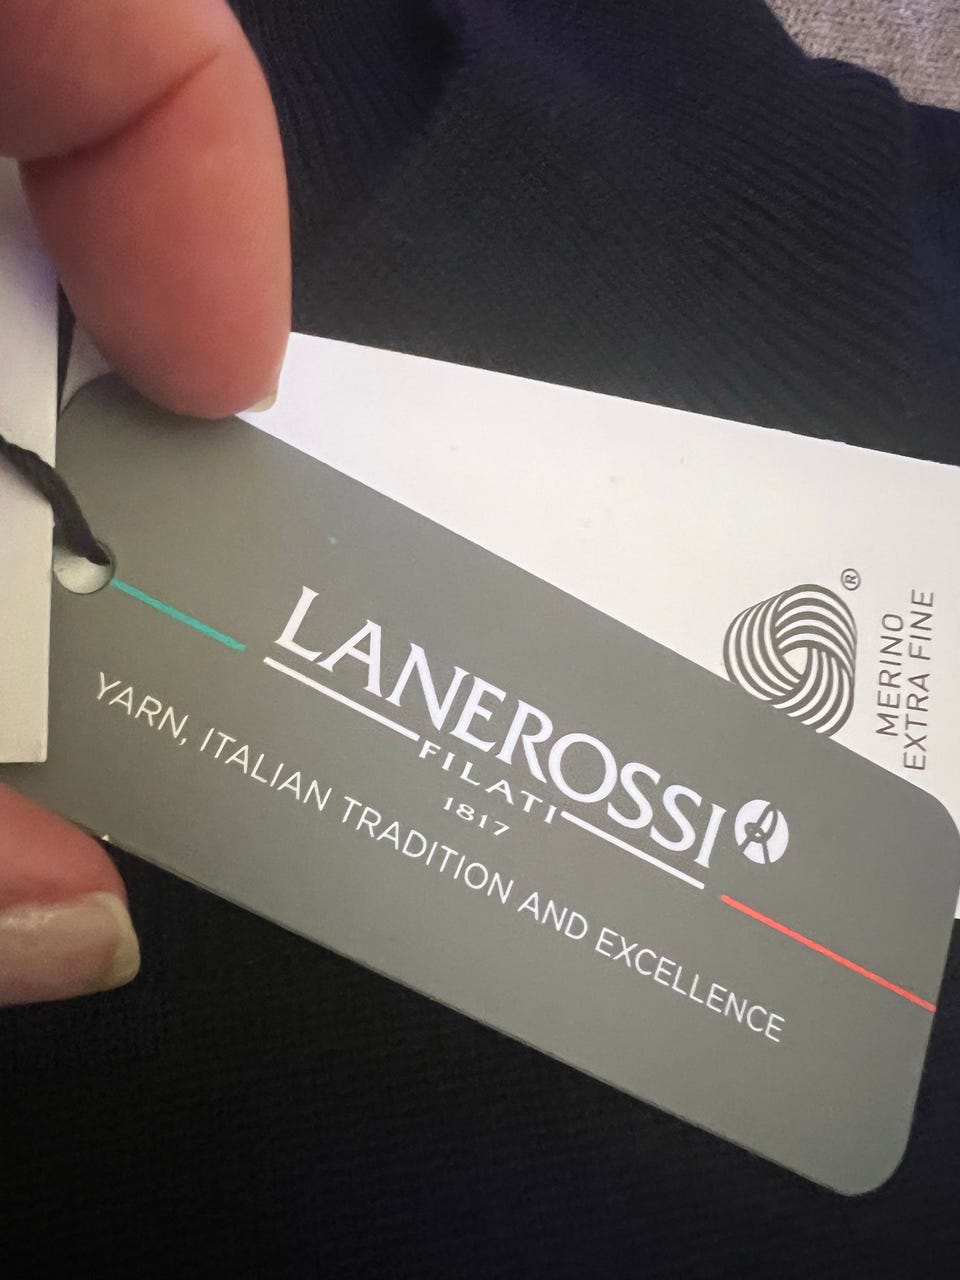 LANEROSSI
FILATI
1817
YARN, ITALIAN TRADITION AND EXCELLENCE
®
MERINO
EXTRA FINE